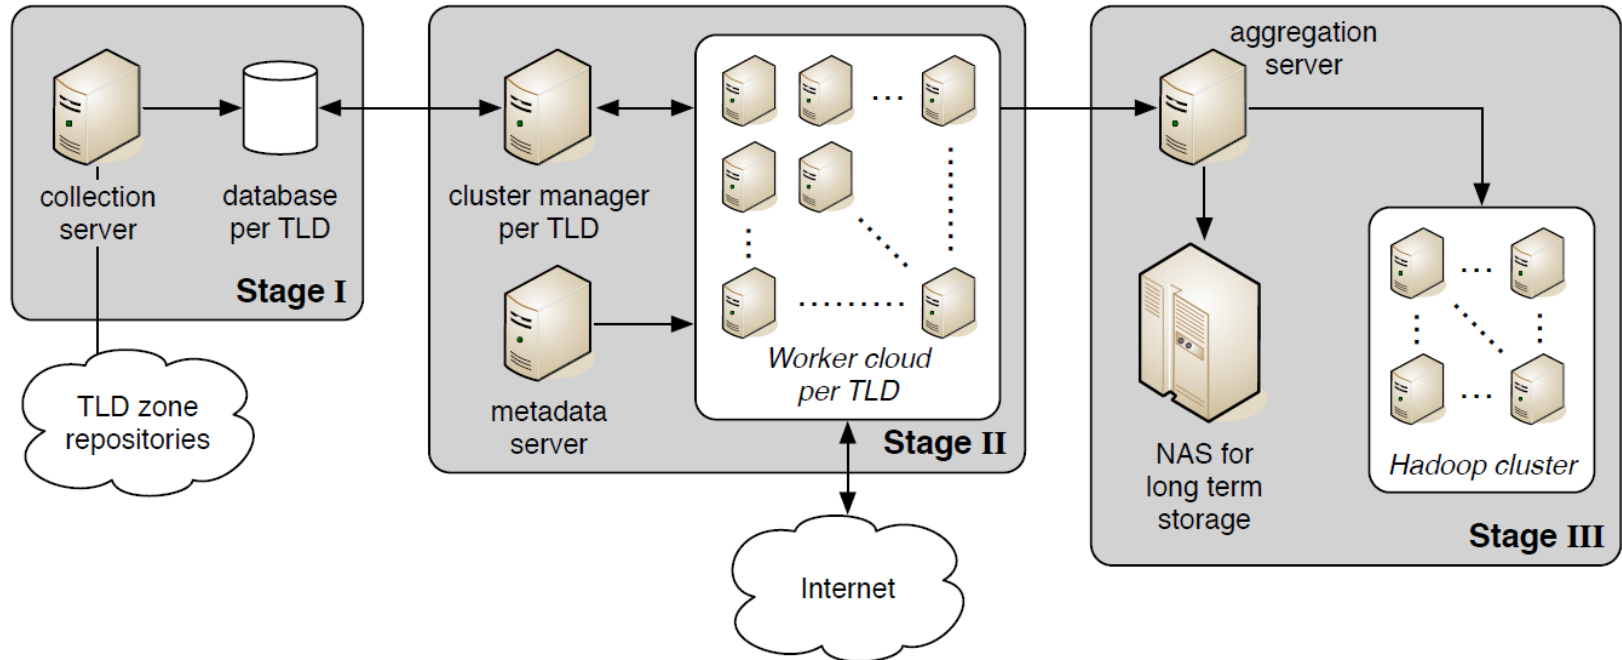 collection
server
database
per TLD
Stage I
TLD zone
repositories
cluster manager
per TLD
metadata
server
Worker cloud
per TLD
Stage II
Internet
aggregation
server
NAS for
long term
storage
Hadoop cluster
Stage III